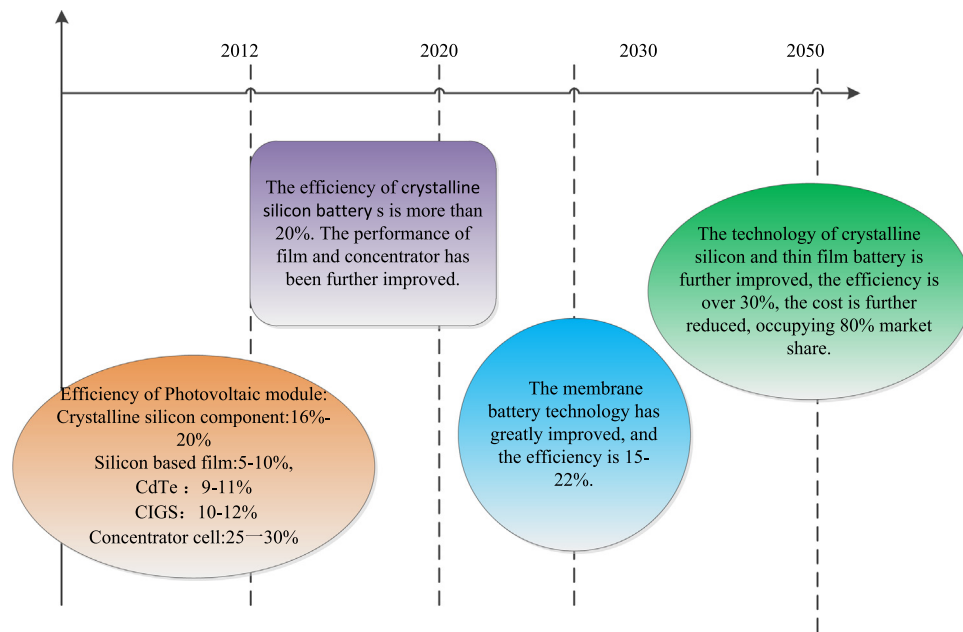 2012
2020
2030
2050
The efficiency of crystalline
silicon battery s is more than
20%. The performance of
film and concentrator has
been further improved.
The technology of crystalline
silicon and thin film battery is
further improved, the efficiency is
over 30%, the cost is further
reduced, occupying 80% market
share.
Efficiency of Photovoltaic module:
Crystalline silicon component:16%-
20%
Silicon based film:5-10%,
CdTe： 9-11%
CIGS：10-12%
Concentrator cell:25一30%
The membrane
battery technology has
greatly improved, and
the efficiency is 15-
22%.